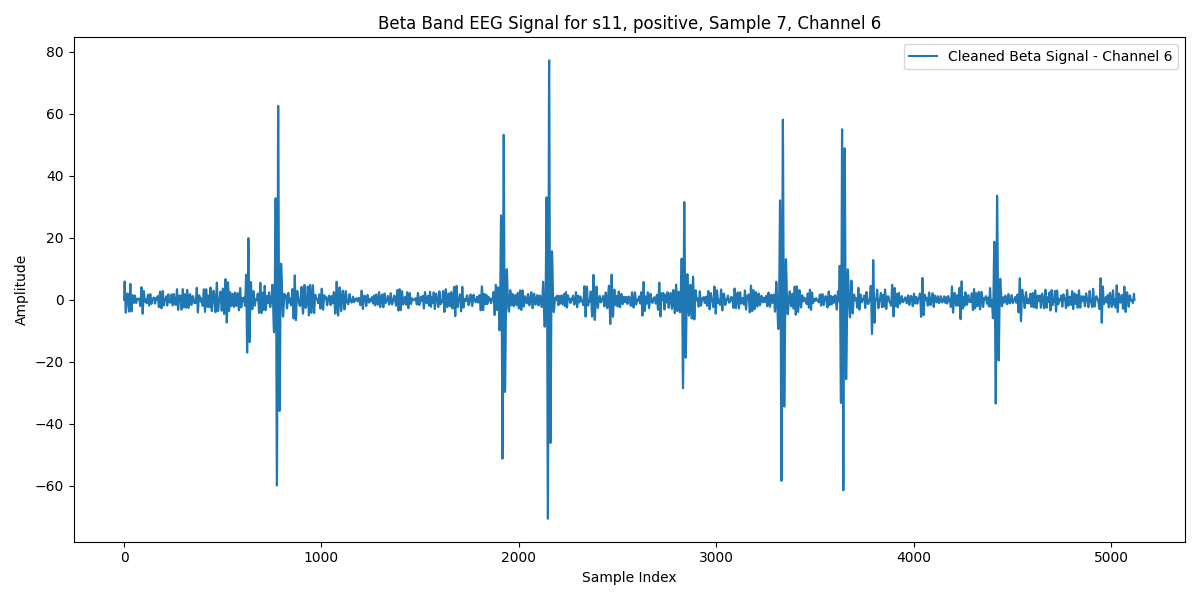 Beta Band EEG Signal for s11, positive, Sample 7, Channel 6
Cleaned Beta Signal - Channel 6
80
60
40
20
0
−20
−40
−60
Amplitude
0 1000 2000 3000 4000 5000
Sample Index